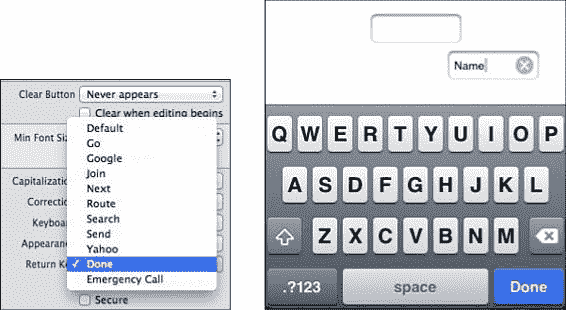 Clear Button Never appears
Clear when editing begins
Min Font Siz
Capitalizatio
Correctio
Keyboar
Appearan
Return Ke
Default
Go
Google
Join
Next
Route
Search
Send
Yahoo
✓ Done
Emergency Call
Secure
Name
Q W E R T Y U I O P
A S D F G H J K L
Z X C V B N M
.?123 space Done